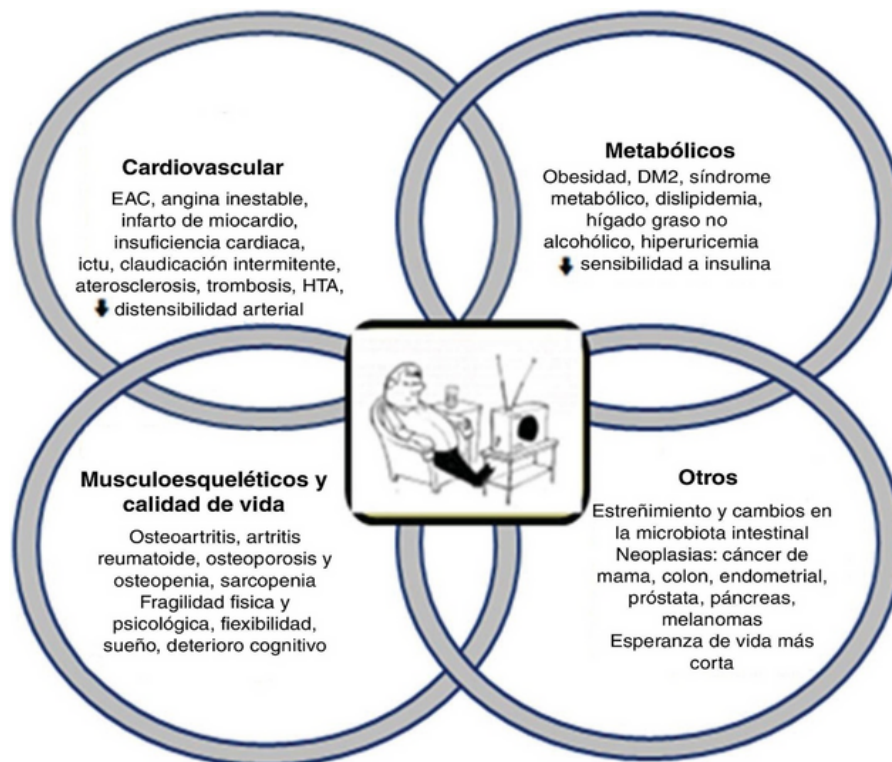 Cardiovascular
EAC, angina inestable,
infarto de miocardio,
insuficiencia cardiaca,
ictu, claudicación intermitente,
aterosclerosis, trombosis, HTA,
⬇ distensibilidad arterial
Metabólicos
Obesidad, DM2, síndrome
metabólico, dislipidemia,
hígado graso no
alcohólico, hiperuricemia
⬇ sensibilidad a insulina
Musculoesqueléticos y
calidad de vida
Osteoartritis, artritis
reumatoide, osteoporosis y
osteopenia, sarcopenia
Fragilidad fisica y
psicológica, fiexibilidad,
sueño, deterioro cognitivo
Otros
Estreñimiento y cambios en
la microbiota intestinal
Neoplasias: cáncer de
mama, colon, endometrial,
próstata, páncreas,
melanomas
Esperanza de vida más
corta